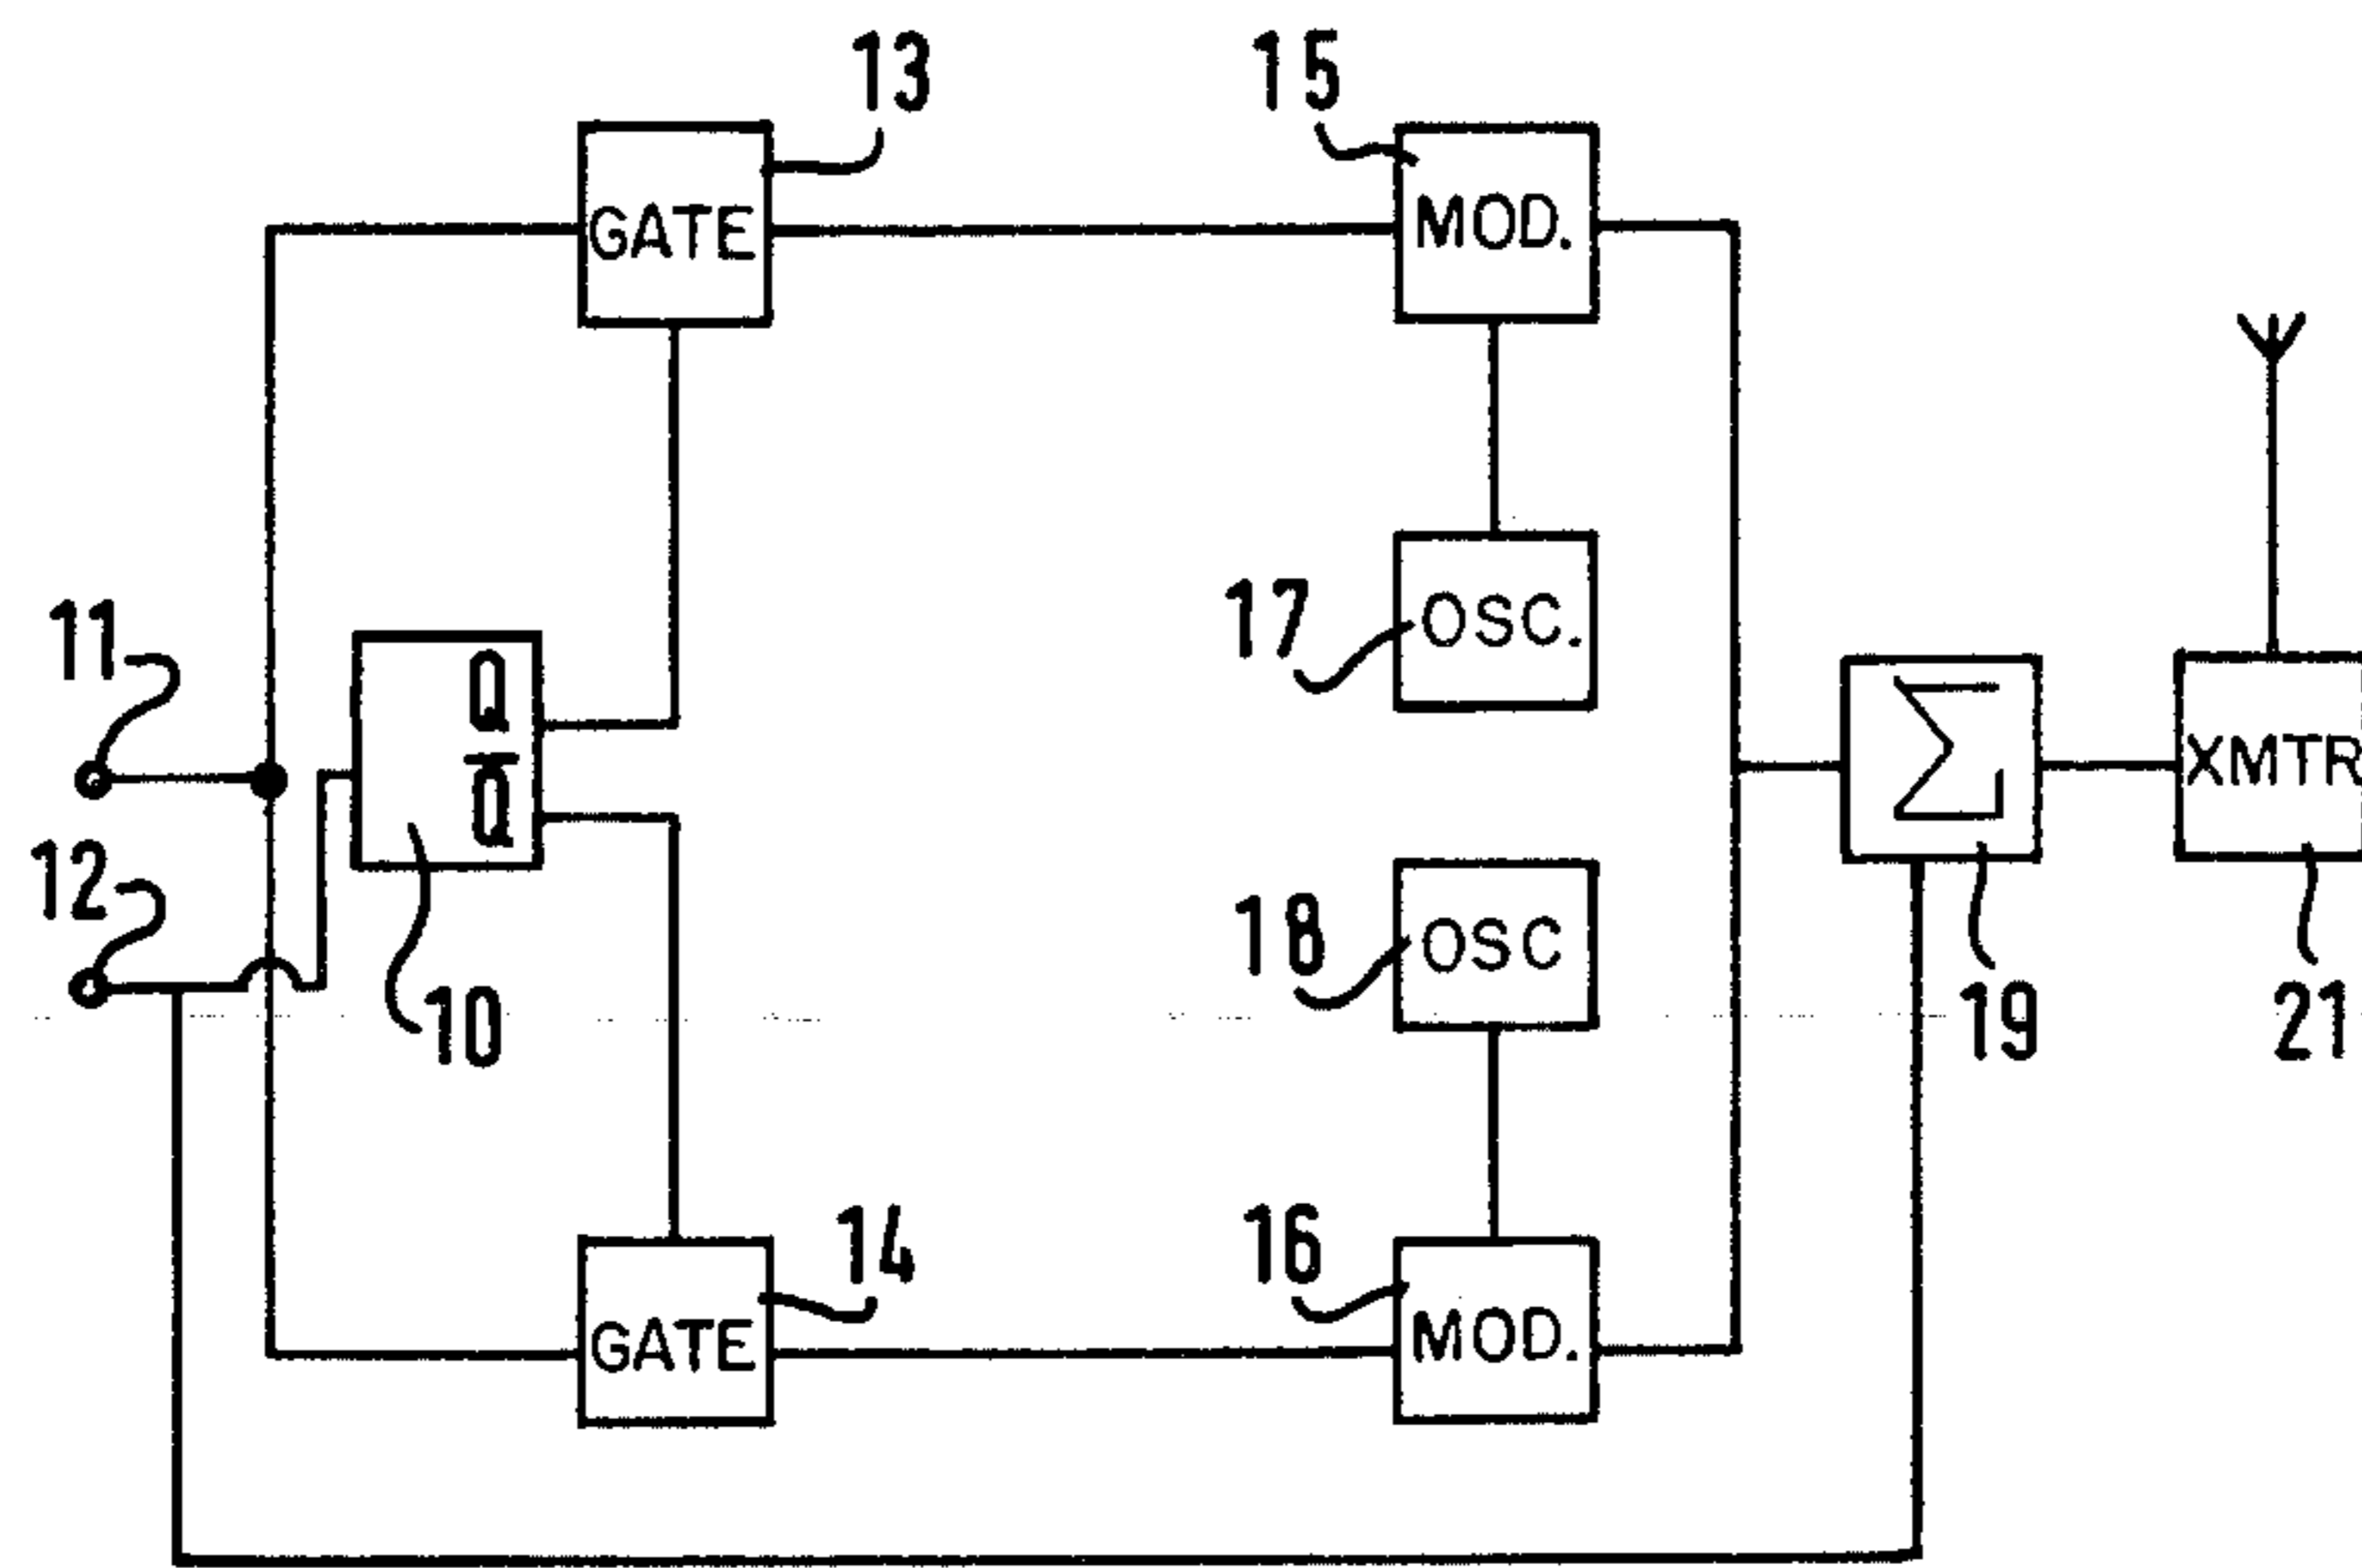 13
15
GATE
MOD.
11
17
OSC.
Q
Q̅
Σ
XMTR
12
10
18
OSC
19
21
14
16
GATE
MOD.